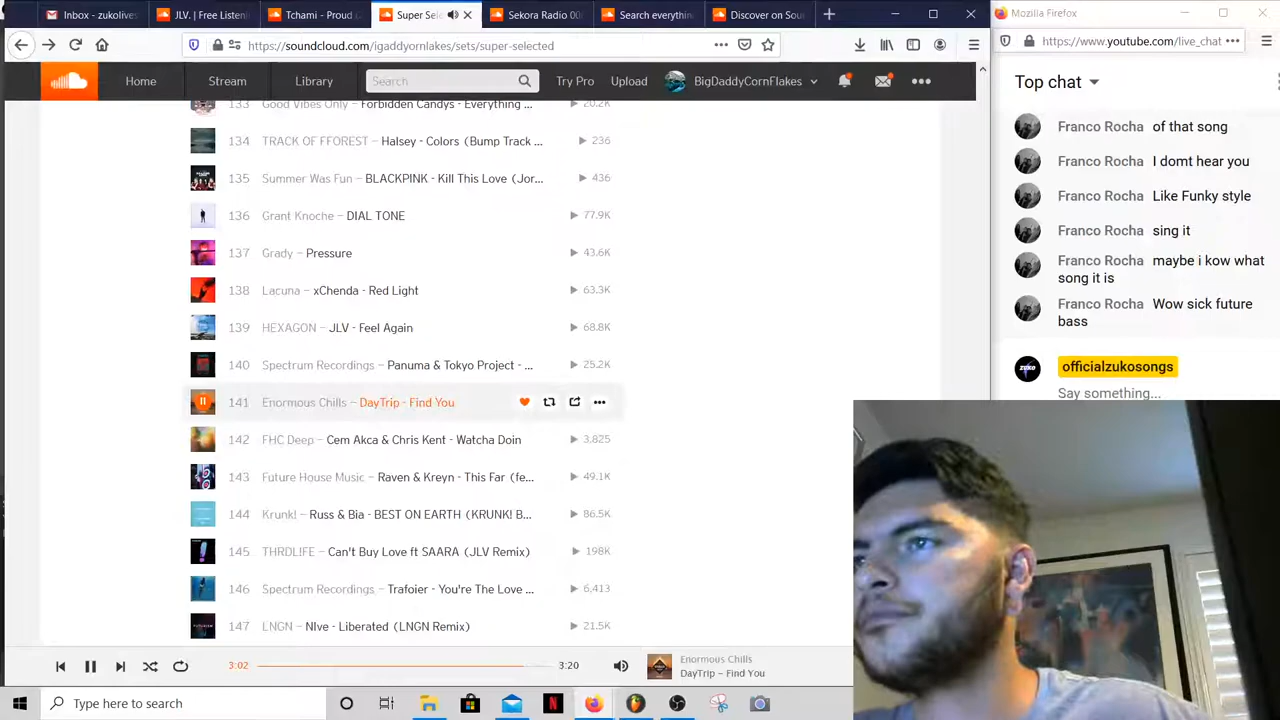 Inbox - zukolives
JLV. | Free Listeni
Tchami - Proud (
Super Sele
Sekora Radio 00
Search everythin
Discover on Sou
Mozilla Firefox
https://soundcloud.com/igaddyornlakes/sets/super-selected
https://www.youtube.com/live_chat
Home
Stream
Library
Search
Try Pro
Upload
BigDaddyCornFlakes
Top chat
133 Good Vibes Only – Forbidden Candys - Everything ... 20.2K
134 TRACK OF FFOREST – Halsey - Colors (Bump Track ... 236
135 Summer Was Fun – BLACKPINK - Kill This Love (Jor... 436
136 Grant Knoche – DIAL TONE 77.9K
137 Grady – Pressure 43.6K
138 Lacuna – xChenda - Red Light 63.3K
139 HEXAGON – JLV - Feel Again 68.8K
140 Spectrum Recordings – Panuma & Tokyo Project - ... 25.2K
141 Enormous Chills – DayTrip - Find You
142 FHC Deep – Cem Akca & Chris Kent - Watcha Doin 3,825
143 Future House Music – Raven & Kreyn - This Far (fe... 49.1K
144 Krunk! – Russ & Bia - BEST ON EARTH (KRUNK! B... 86.5K
145 THRDL!FE – Can't Buy Love ft SAARA (JLV Remix) 198K
146 Spectrum Recordings – Trafoier - You're The Love ... 6,413
147 LNGN – NIve - Liberated (LNGN Remix) 21.5K
Franco Rocha of that song
Franco Rocha I domt hear you
Franco Rocha Like Funky style
Franco Rocha sing it
Franco Rocha maybe i kow what
song it is
Franco Rocha Wow sick future
bass
ZUKO
officialzukosongs
Say something...
3:02
3:20
Enormous Chills
DayTrip - Find You
Type here to search
N